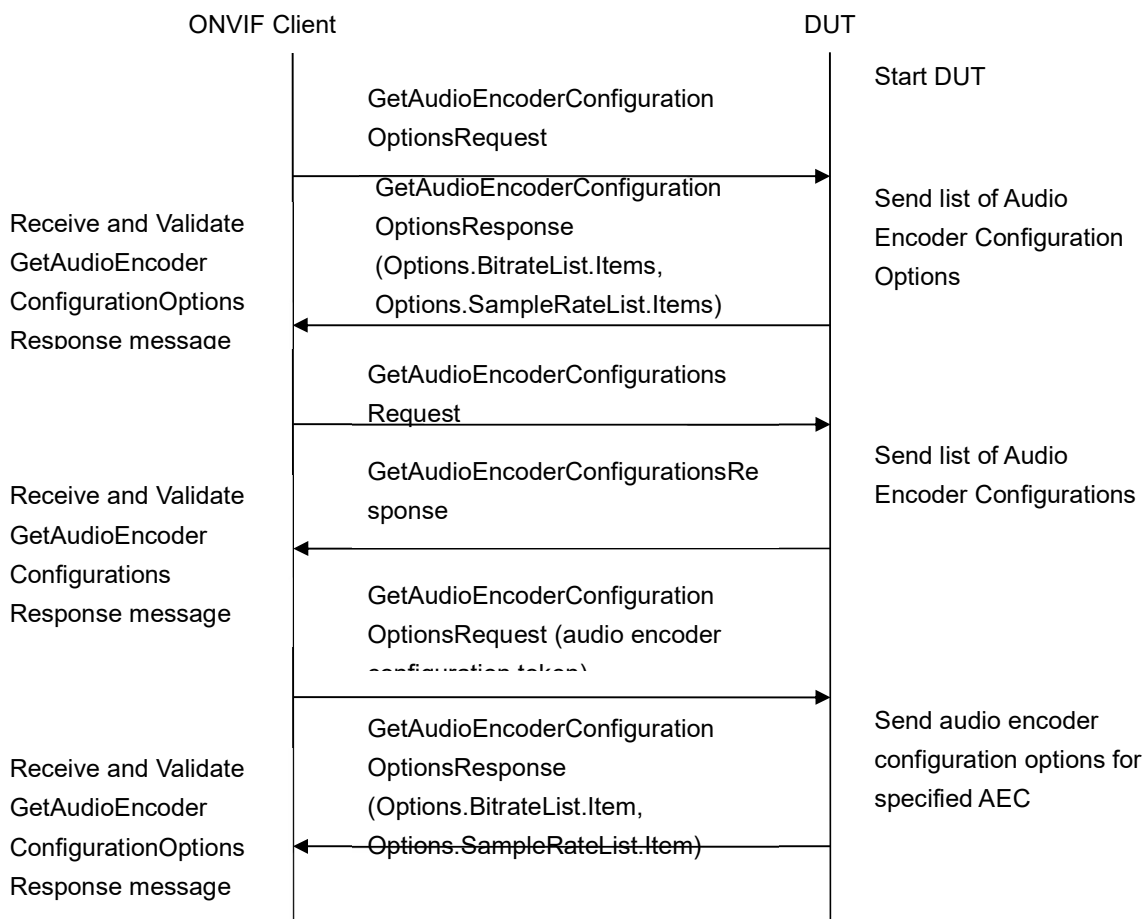 ONVIF Client
DUT
Start DUT
GetAudioEncoderConfiguration
OptionsRequest
GetAudioEncoderConfiguration
OptionsResponse
(Options.BitrateList.Items,
Options.SampleRateList.Items)
Send list of Audio
Encoder Configuration
Options
Receive and Validate
GetAudioEncoder
ConfigurationOptions
Response message
GetAudioEncoderConfigurations
Request
GetAudioEncoderConfigurationsRe
sponse
Send list of Audio
Encoder Configurations
Receive and Validate
GetAudioEncoder
Configurations
Response message
GetAudioEncoderConfiguration
OptionsRequest (audio encoder
configuration token)
GetAudioEncoderConfiguration
OptionsResponse
(Options.BitrateList.Item,
Options.SampleRateList.Item)
Send audio encoder
configuration options for
specified AEC
Receive and Validate
GetAudioEncoder
ConfigurationOptions
Response message